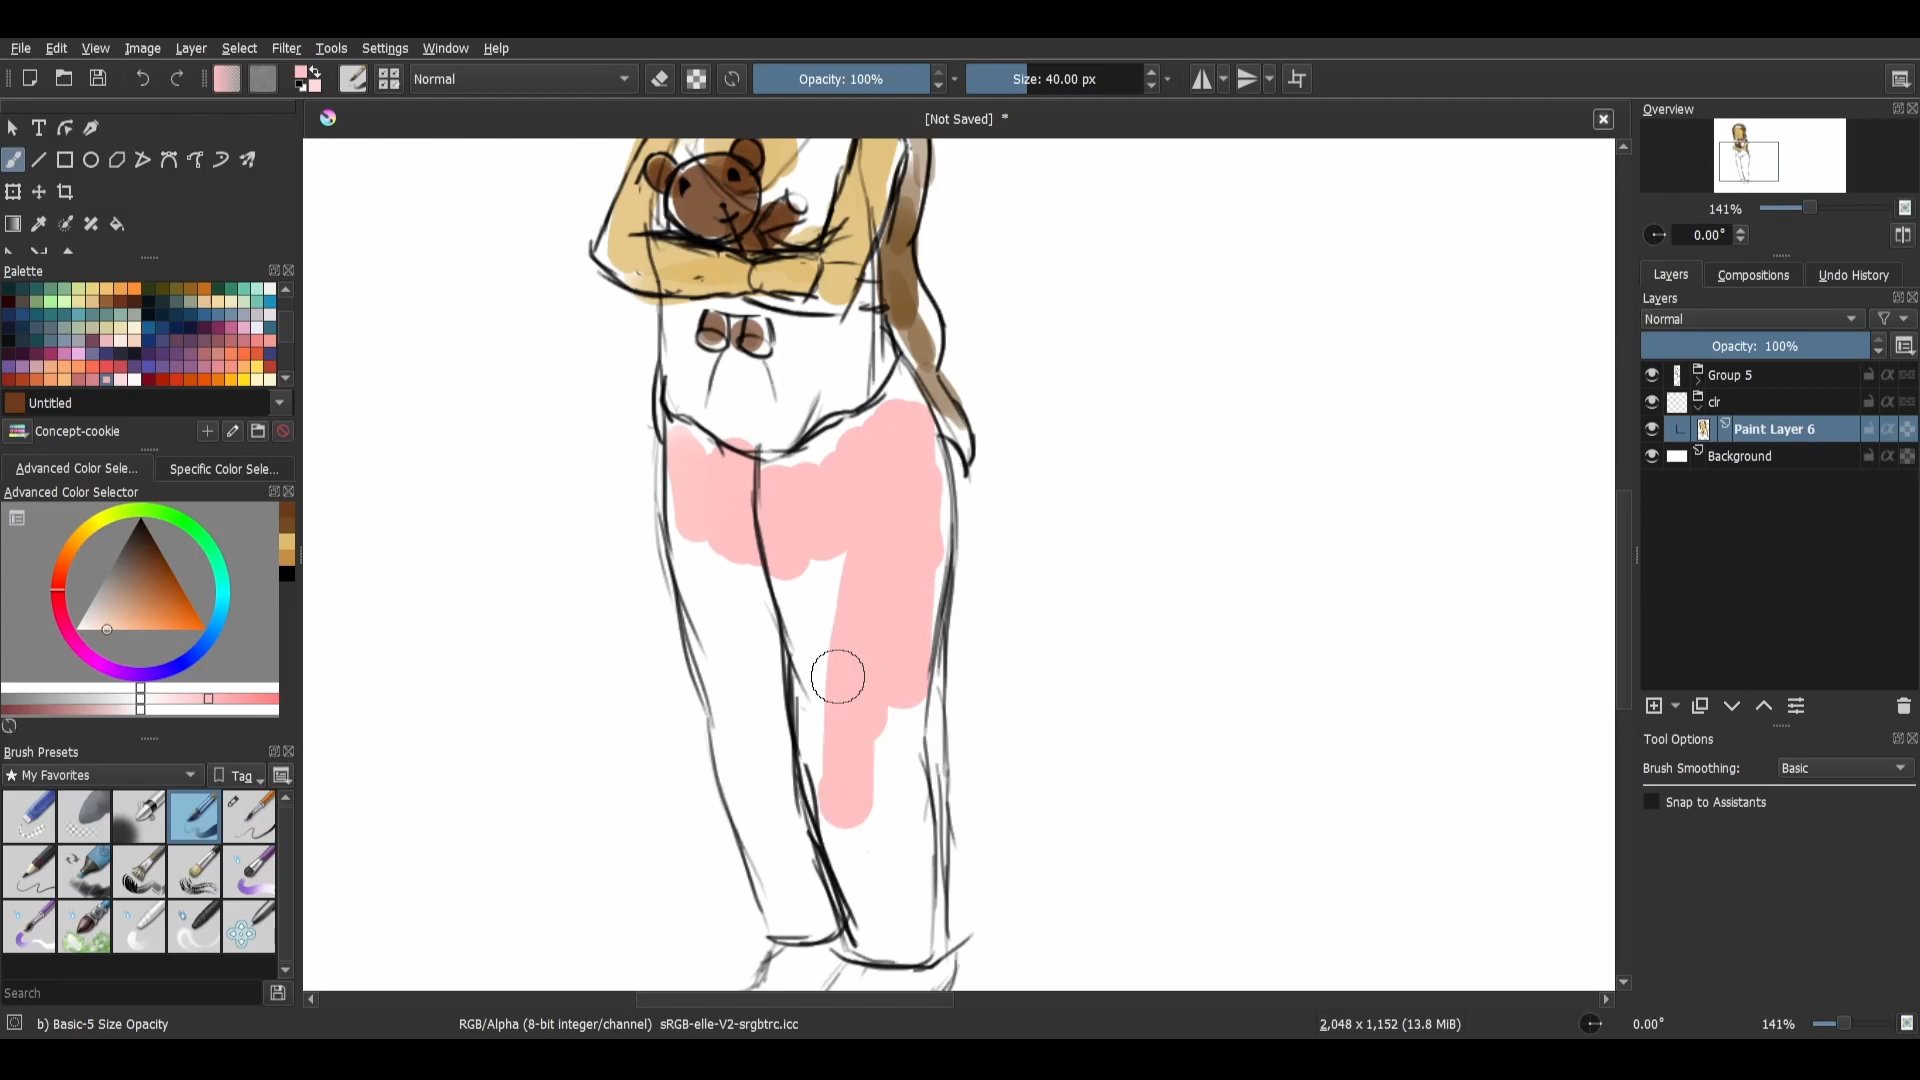 File Edit View Image Layer Select Filter Tools Settings Window Help
Normal Opacity: 100% Size: 40.00 px
[Not Saved] *
Overview
141%
0.00°
Layers Compositions Undo History
Layers
Normal
Opacity: 100%
Group 5
clr
Paint Layer 6
Background
Tool Options
Brush Smoothing: Basic
Snap to Assistants
Palette
Untitled
Concept-cookie
Advanced Color Sele... Specific Color Sele...
Advanced Color Selector
Brush Presets
My Favorites Tag
Search
b) Basic-5 Size Opacity RGB/Alpha (8-bit integer/channel) sRGB-elle-V2-srgbtrc.icc 2,048 x 1,152 (13.8 MiB) 0.00° 141%